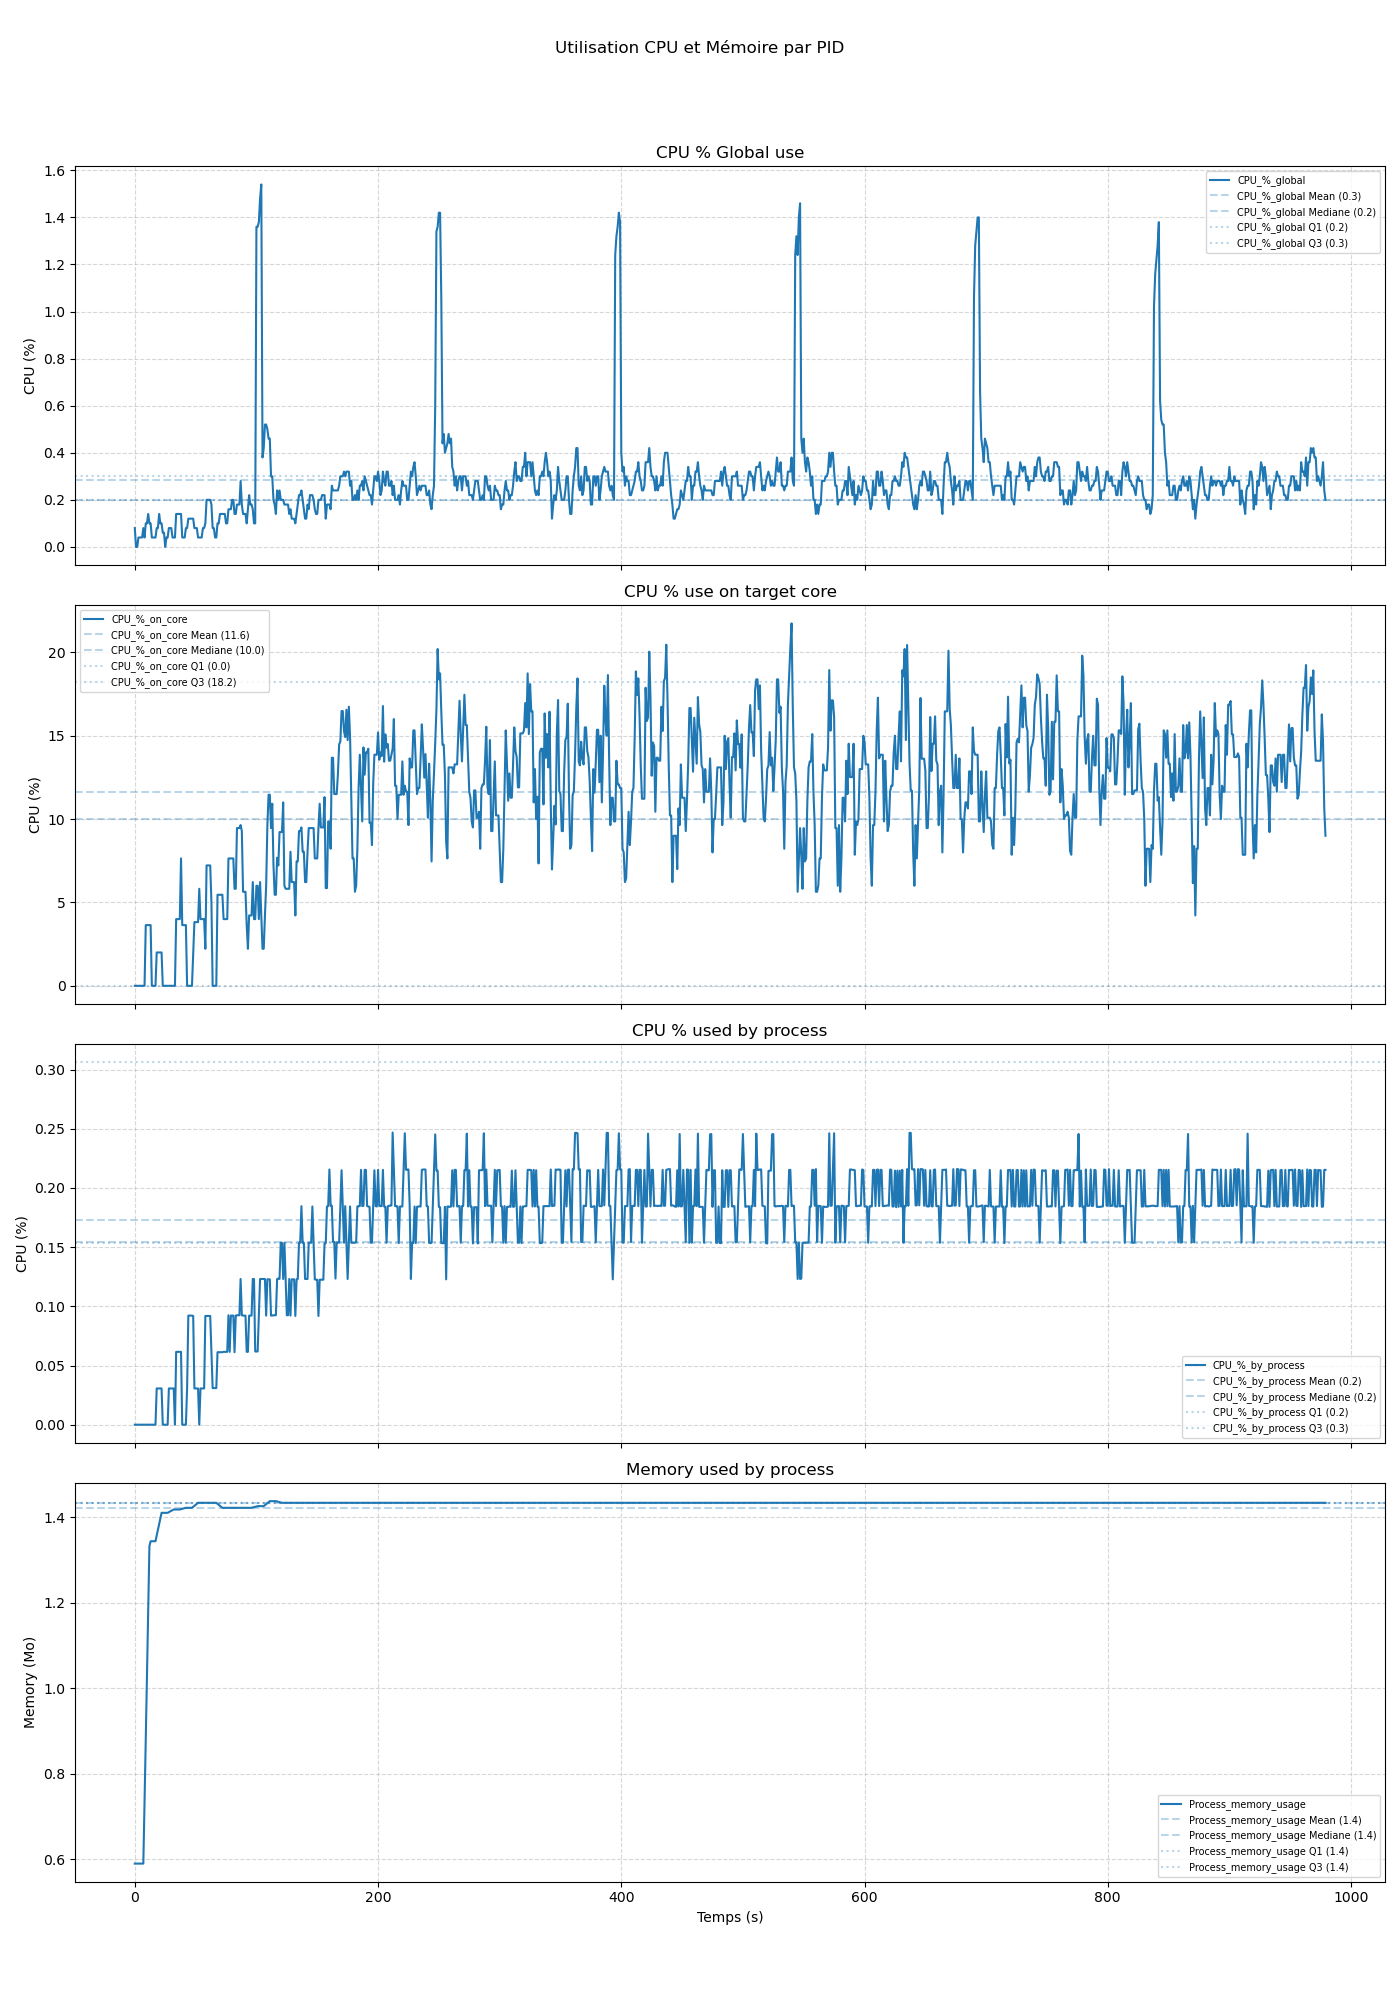 Utilisation CPU et Mémoire par PID
CPU % Global use
1.6
1.4
1.2
1.0
0.8
0.6
0.4
0.2
0.0
CPU (%)
CPU_%_global
CPU_%_global Mean (0.3)
CPU_%_global Mediane (0.2)
CPU_%_global Q1 (0.2)
CPU_%_global Q3 (0.3)
CPU % use on target core
20
15
10
5
0
CPU (%)
CPU_%_on_core
CPU_%_on_core Mean (11.6)
CPU_%_on_core Mediane (10.0)
CPU_%_on_core Q1 (0.0)
CPU_%_on_core Q3 (18.2)
CPU % used by process
0.30
0.25
0.20
0.15
0.10
0.05
0.00
CPU (%)
CPU_%_by_process
CPU_%_by_process Mean (0.2)
CPU_%_by_process Mediane (0.2)
CPU_%_by_process Q1 (0.2)
CPU_%_by_process Q3 (0.3)
Memory used by process
1.4
1.2
1.0
0.8
0.6
Memory (Mo)
Process_memory_usage
Process_memory_usage Mean (1.4)
Process_memory_usage Mediane (1.4)
Process_memory_usage Q1 (1.4)
Process_memory_usage Q3 (1.4)
0 200 400 600 800 1000
Temps (s)